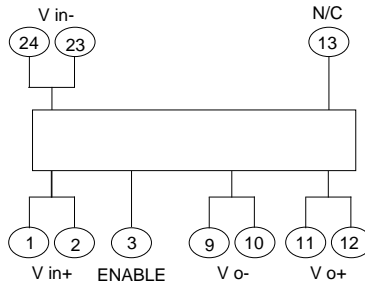 V in- N/C
24 23 13
1 2 3 9 10 11 12
V in+ ENABLE V o- V o+